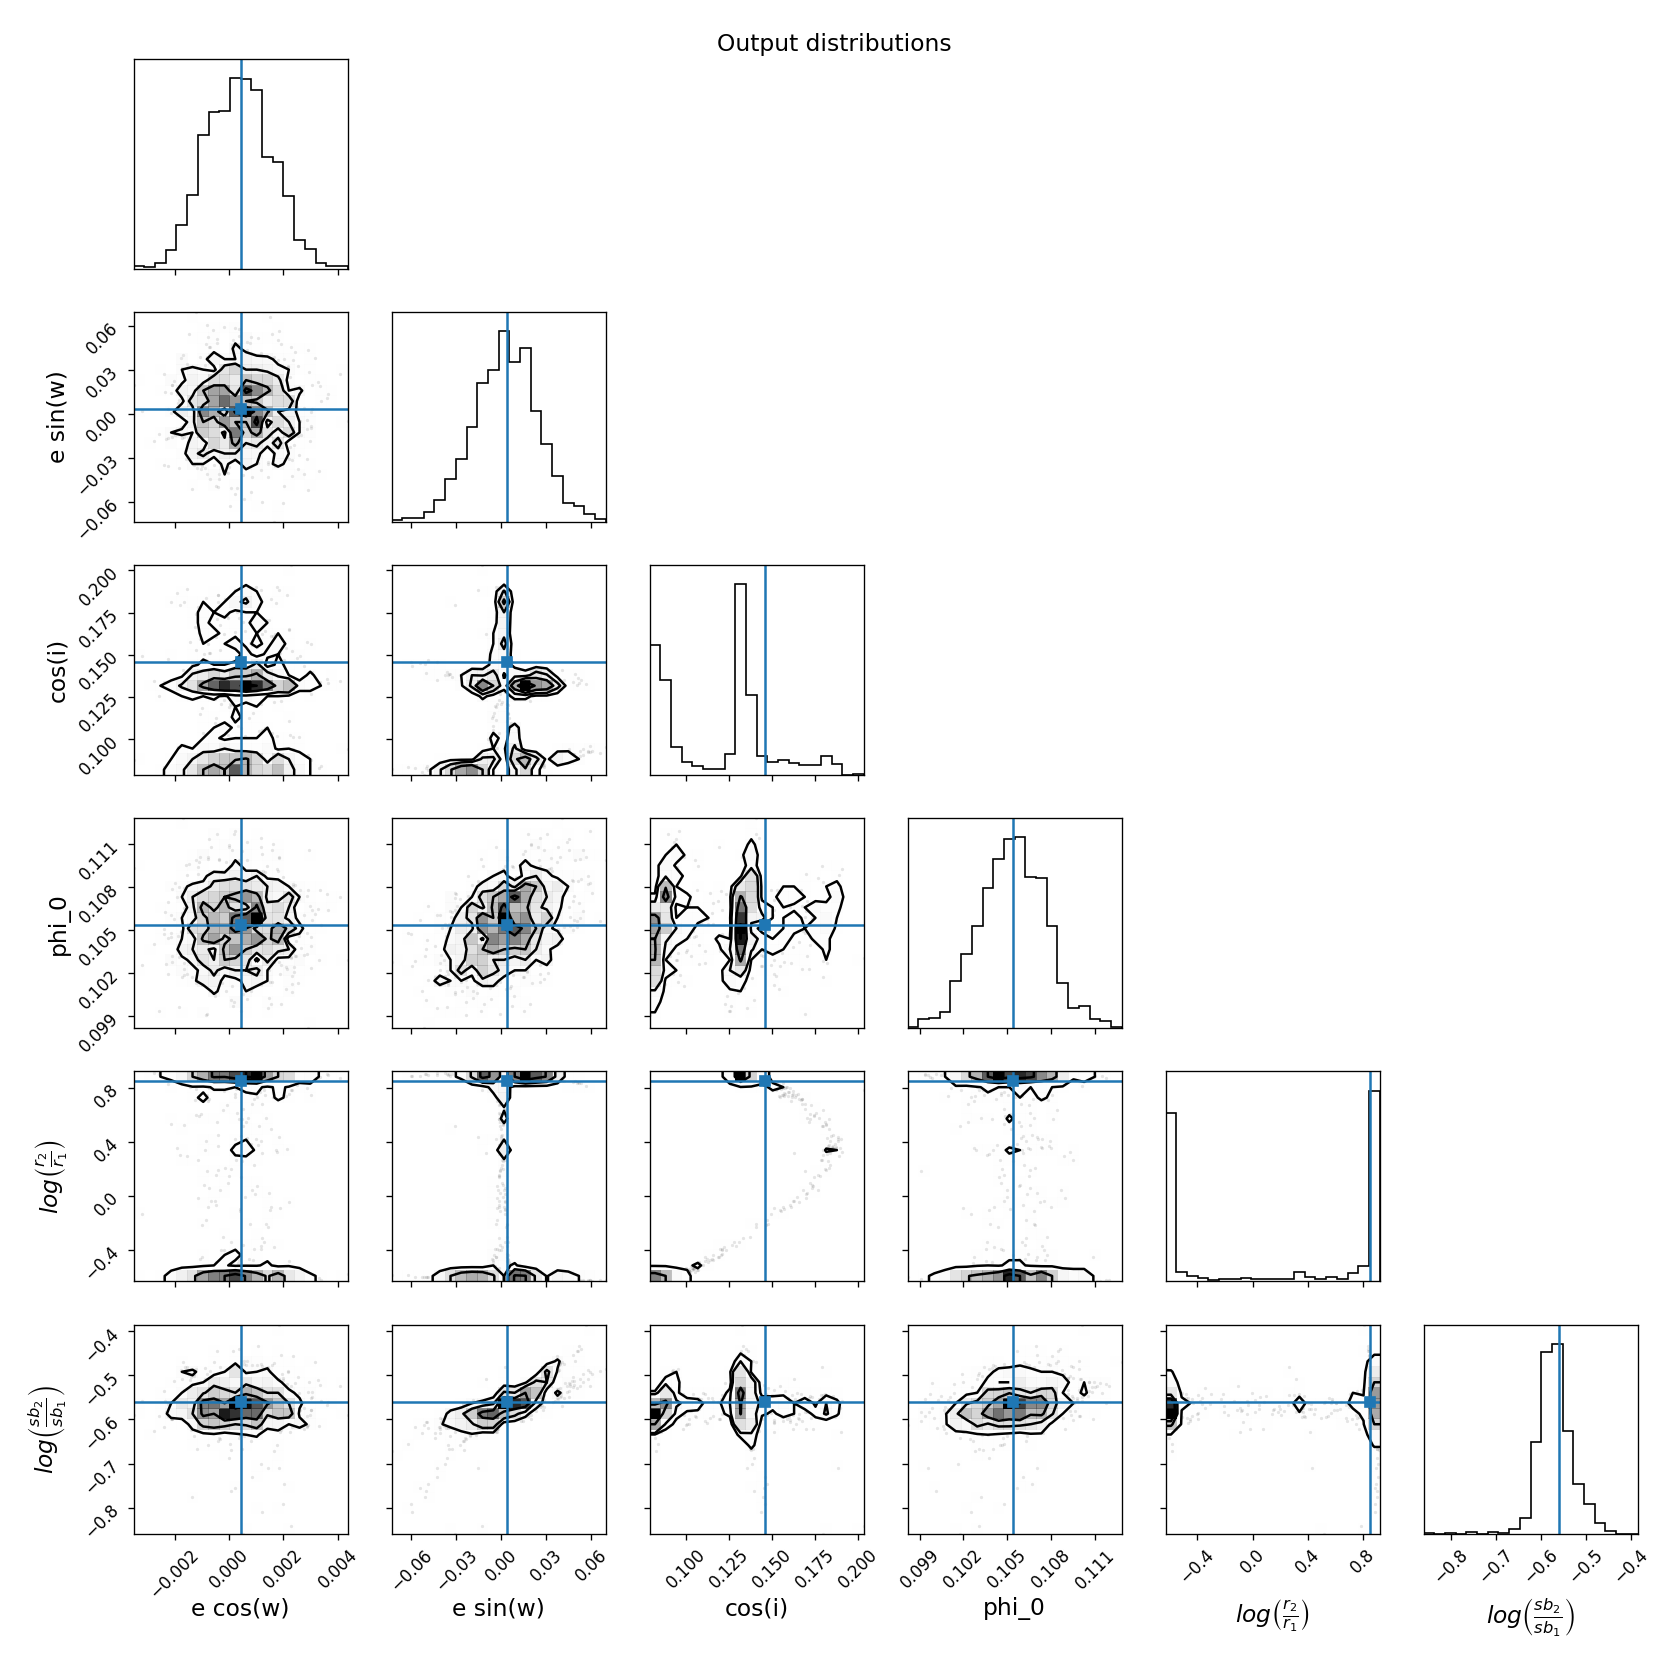 Output distributions
e sin(w)
0.06
0.03
0.00
−0.03
−0.06
cos(i)
0.200
0.175
0.150
0.125
0.100
phi_0
0.111
0.108
0.105
0.102
0.099
log(r₂/r₁)
0.8
0.4
0.0
−0.4
log(sb₂/sb₁)
−0.4
−0.5
−0.6
−0.7
−0.8
−0.002 0.000 0.002 0.004
−0.06 −0.03 0.00 0.03 0.06
0.100 0.125 0.150 0.175 0.200
0.099 0.102 0.105 0.108 0.111
−0.4 0.0 0.4 0.8
−0.8 −0.7 −0.6 −0.5 −0.4
e cos(w)
e sin(w)
cos(i)
phi_0
log(r₂/r₁)
log(sb₂/sb₁)